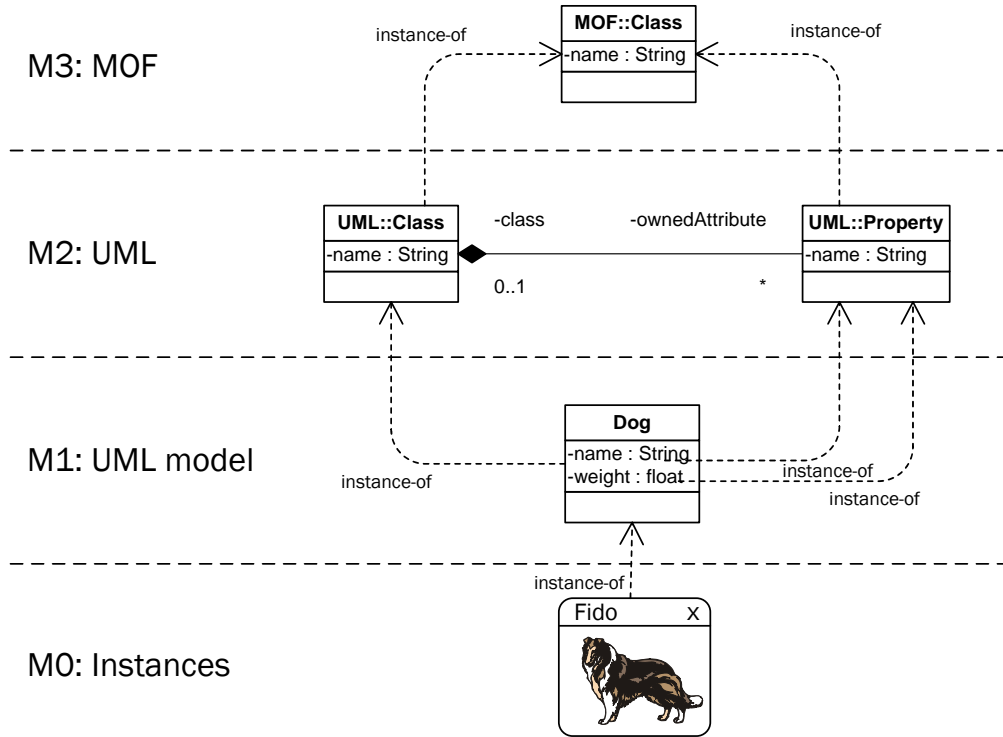 MOF::Class
-name : String
instance-of
instance-of
M3: MOF
UML::Class
-name : String
-class
-ownedAttribute
0..1
*
UML::Property
-name : String
M2: UML
Dog
-name : String
-weight : float
instance-of
instance-of
instance-of
M1: UML model
instance-of
Fido X
M0: Instances